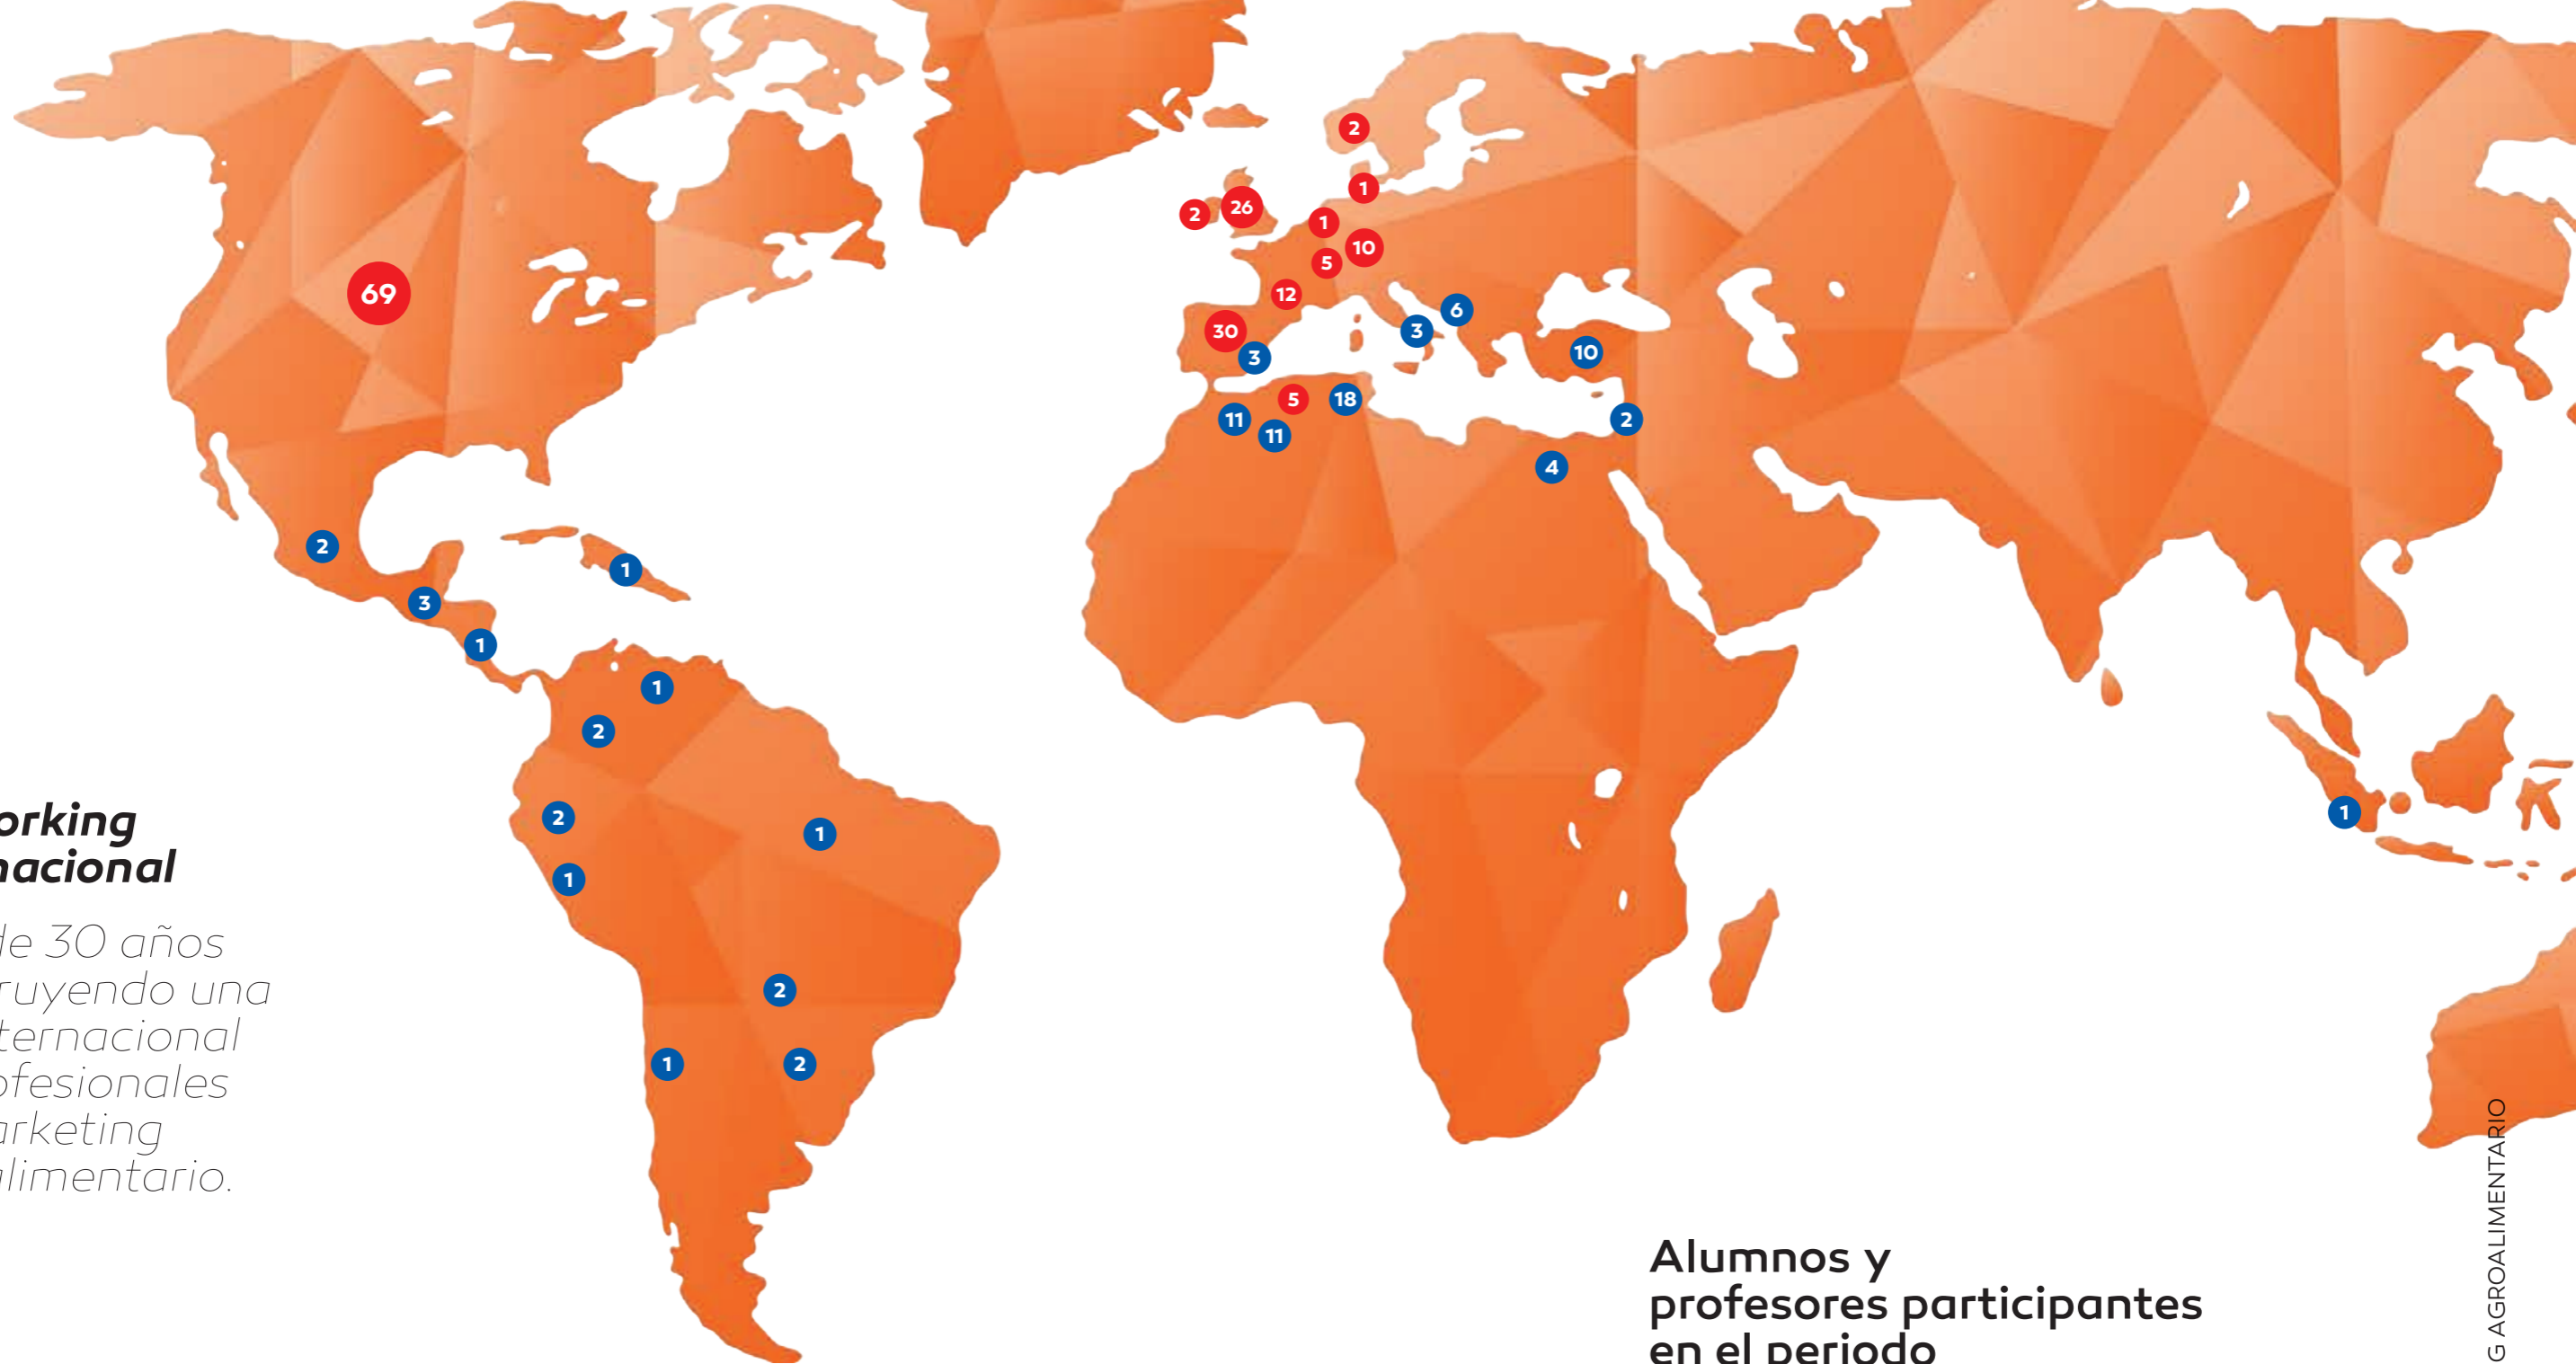 2
1
2
26
1
10
5
69
12
6
30
3
3
10
5
18
11
11
2
4
2
1
3
1
1
2
2
1
1
1
2
1
2
orking
nacional
de 30 años
ruyendo una
ternacional
ofesionales
arketing
alimentario.
Alumnos y
profesores participantes
en el periodo
G AGROALIMENTARIO